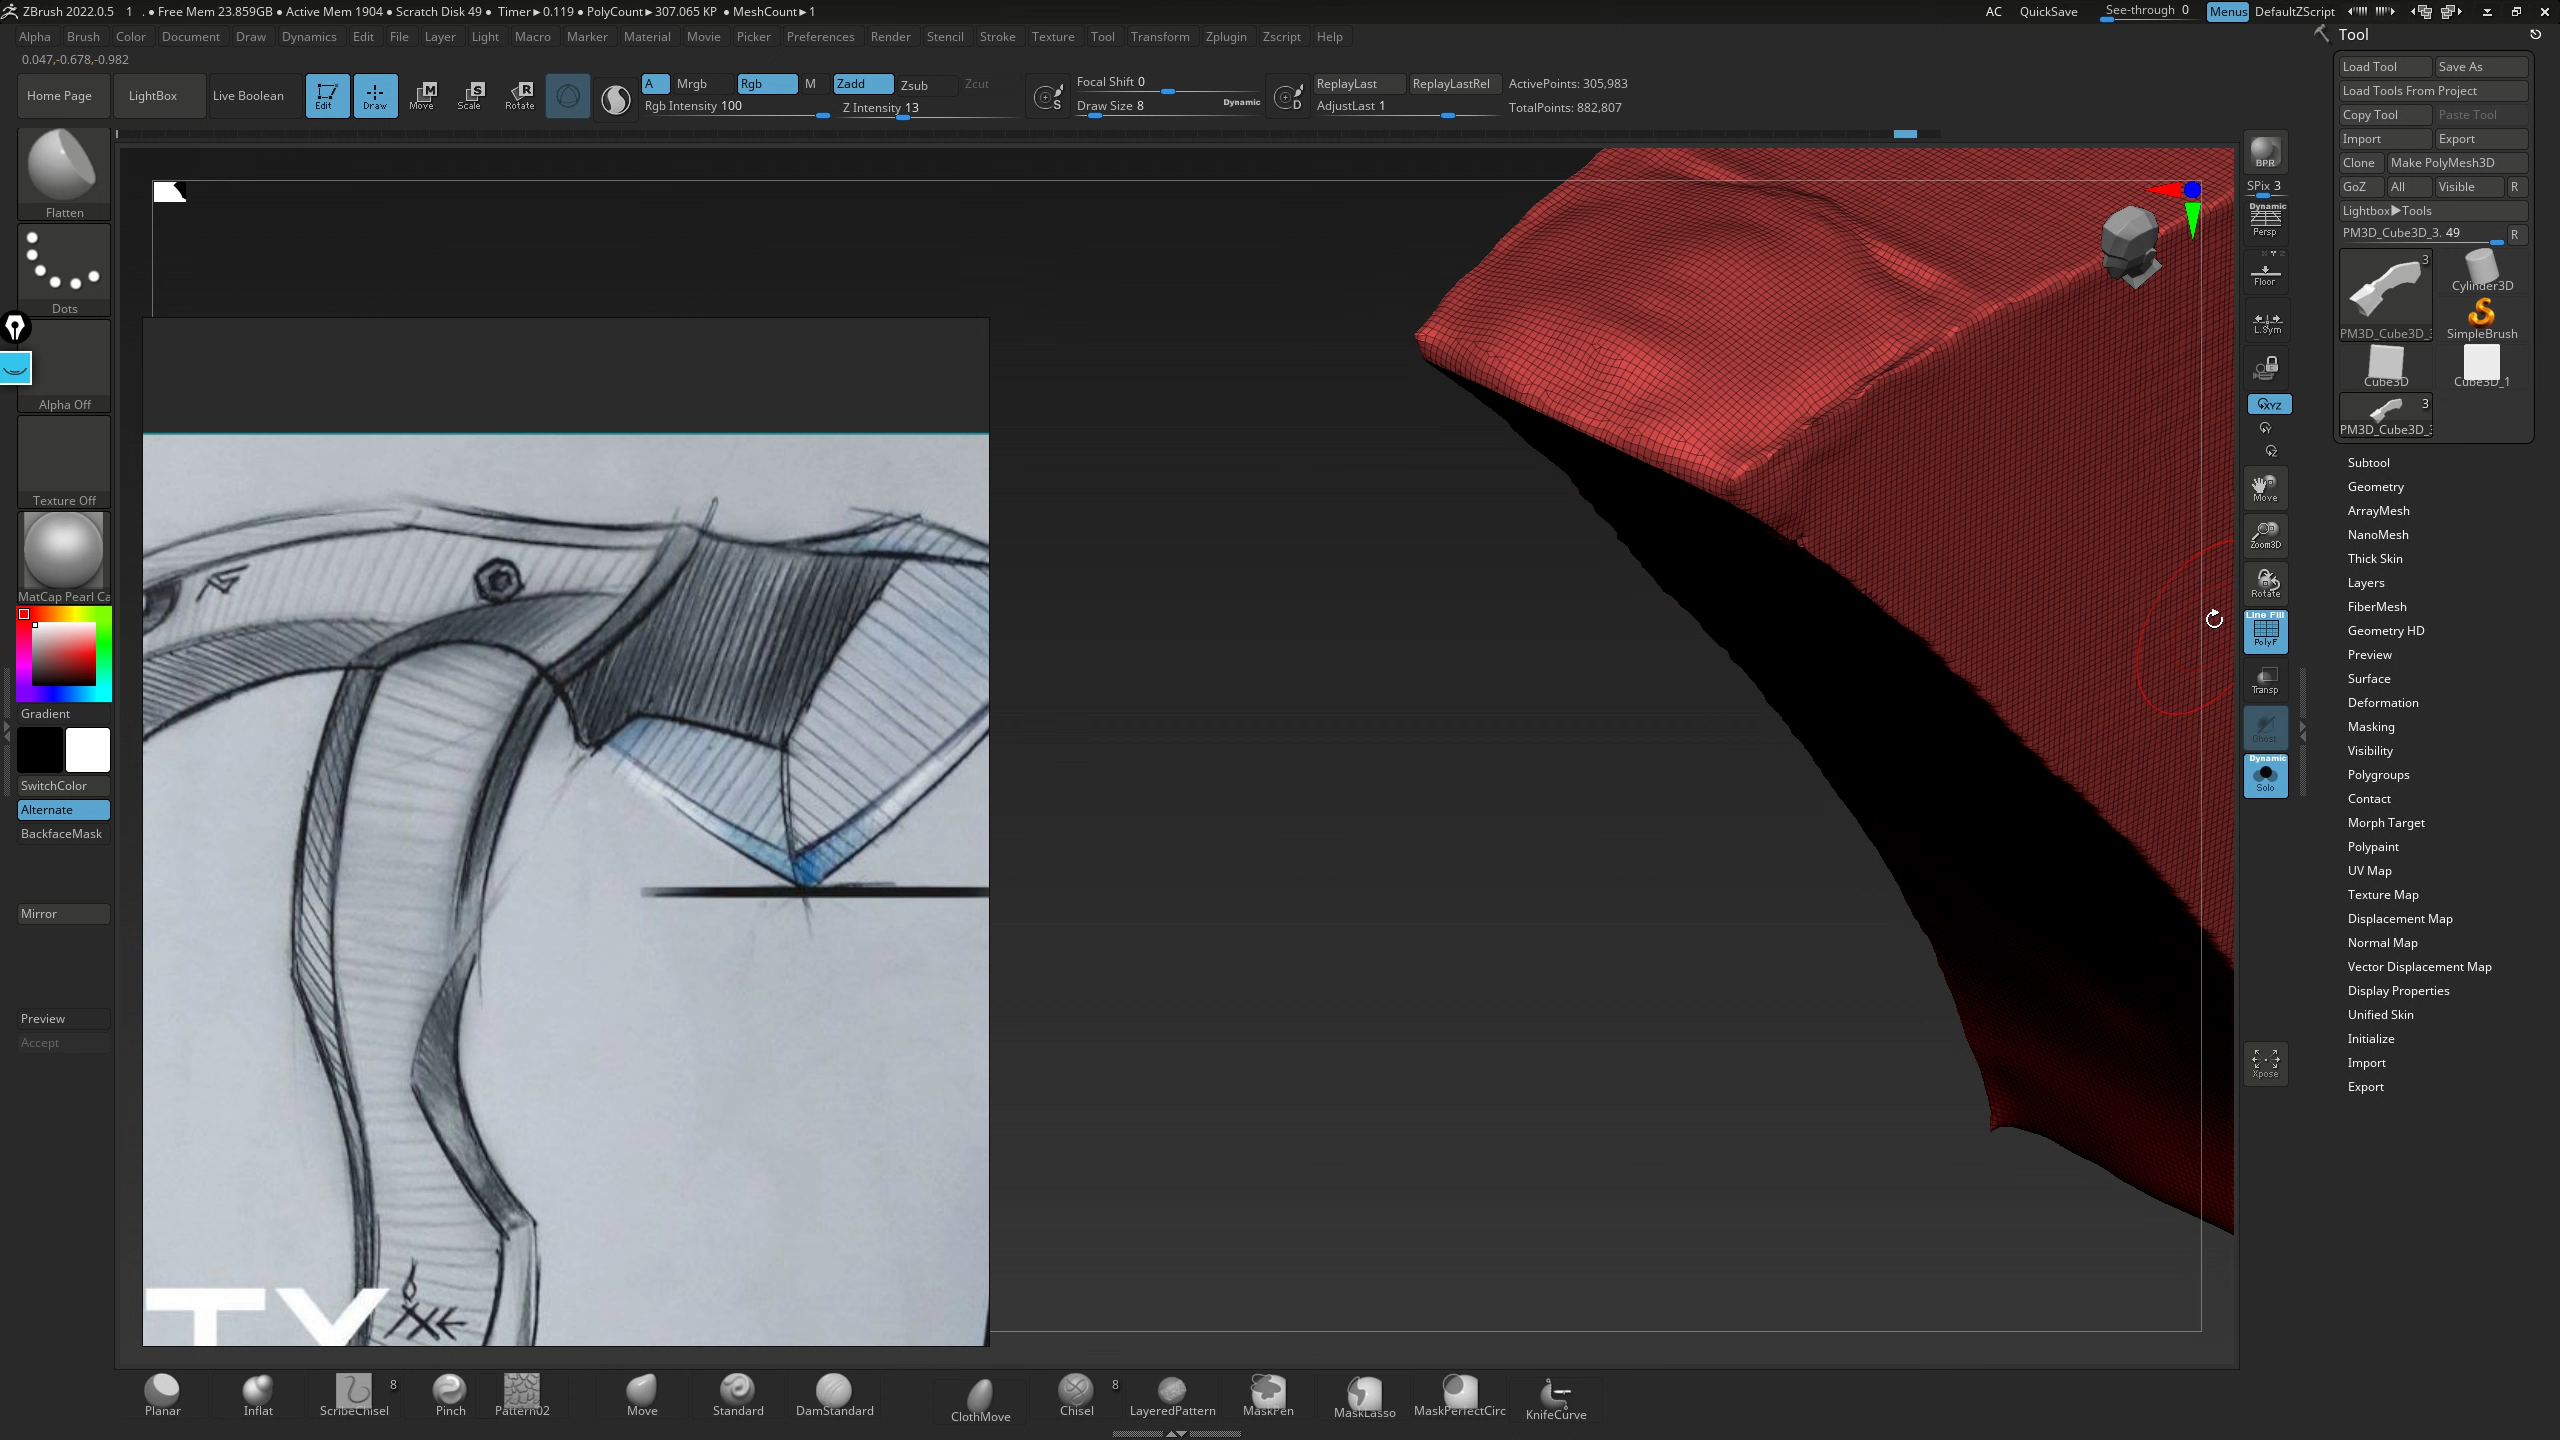 ZBrush 2022.0.5 1 . • Free Mem 23.859GB • Active Mem 1904 • Scratch Disk 49 • Timer▸0.119 • PolyCount▸307.065 KP • MeshCount▸1 AC QuickSave See-through 0 Menus DefaultZScript
Alpha Brush Color Document Draw Dynamics Edit File Layer Light Macro Marker Material Movie Picker Preferences Render Stencil Stroke Texture Tool Transform Zplugin Zscript Help
Tool
0.047,-0.678,-0.982
Home Page LightBox Live Boolean Edit Draw Move Scale Rotate
A Mrgb Rgb M Zadd Zsub Zcut
Rgb Intensity 100 Z Intensity 13
Focal Shift 0
Draw Size 8 Dynamic
ReplayLast ReplayLastRel ActivePoints: 305,983
AdjustLast 1 TotalPoints: 882,807
Flatten
Dots
Alpha Off
Texture Off
MatCap Pearl Ca
Gradient
SwitchColor
Alternate
BackfaceMask
Mirror
Preview
Accept
TY
BPR
SPix 3
Dynamic
Persp
Floor
L.Sym
XYZ
Y
Z
Move
Zoom3D
Rotate
Line Fill
PolyF
Transp
Ghost
Dynamic
Solo
Xpose
Load Tool Save As
Load Tools From Project
Copy Tool Paste Tool
Import Export
Clone Make PolyMesh3D
GoZ All Visible R
Lightbox▸Tools
PM3D_Cube3D_3. 49 R
3
PM3D_Cube3D_3 Cylinder3D
SimpleBrush
Cube3D Cube3D_1
3
PM3D_Cube3D_3
Subtool
Geometry
ArrayMesh
NanoMesh
Thick Skin
Layers
FiberMesh
Geometry HD
Preview
Surface
Deformation
Masking
Visibility
Polygroups
Contact
Morph Target
Polypaint
UV Map
Texture Map
Displacement Map
Normal Map
Vector Displacement Map
Display Properties
Unified Skin
Initialize
Import
Export
8 8
Planar Inflat ScribeChisel Pinch Pattern02 Move Standard DamStandard ClothMove Chisel LayeredPattern MaskPen MaskLasso MaskPerfectCirc KnifeCurve